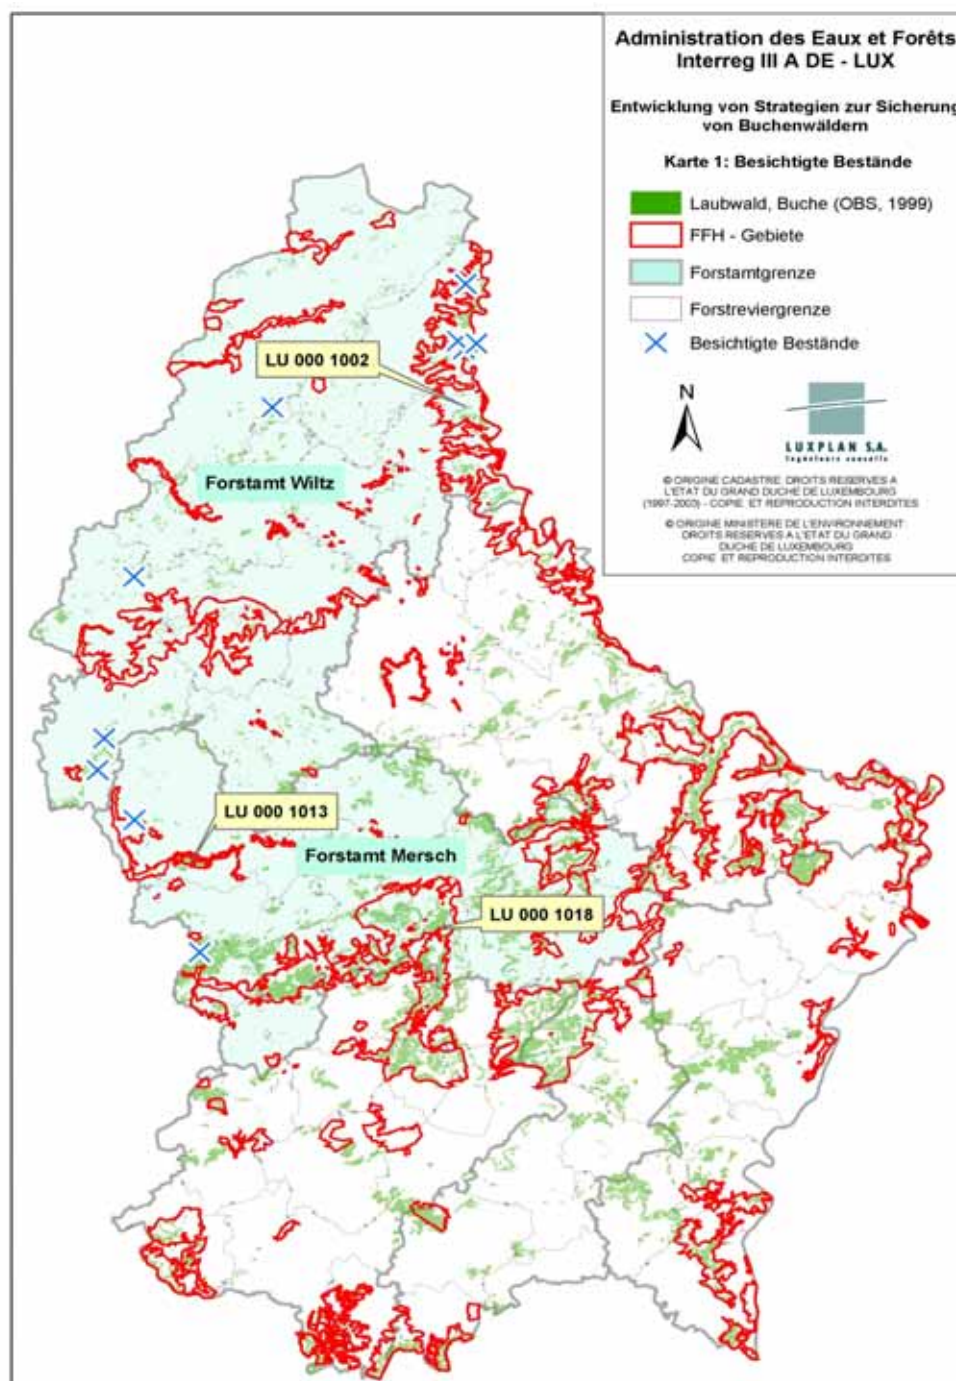 Administration des Eaux et Forêts
Interreg III A DE - LUX
Entwicklung von Strategien zur Sicherung
von Buchenwäldern
Karte 1: Besichtigte Bestände
Laubwald, Buche (OBS, 1999)
FFH - Gebiete
Forstamtgrenze
Forstreviergrenze
Besichtigte Bestände
N
LUXPLAN S.A.
Ingénieurs conseils
© ORIGINE CADASTRE: DROITS RESERVES A
L'ETAT DU GRAND DUCHE DE LUXEMBOURG
(1997-2003) - COPIE ET REPRODUCTION INTERDITES
© ORIGINE MINISTERE DE L'ENVIRONNEMENT:
DROITS RESERVES A L'ETAT DU GRAND
DUCHE DE LUXEMBOURG
COPIE ET REPRODUCTION INTERDITES
LU 000 1002
Forstamt Wiltz
LU 000 1013
Forstamt Mersch
LU 000 1018